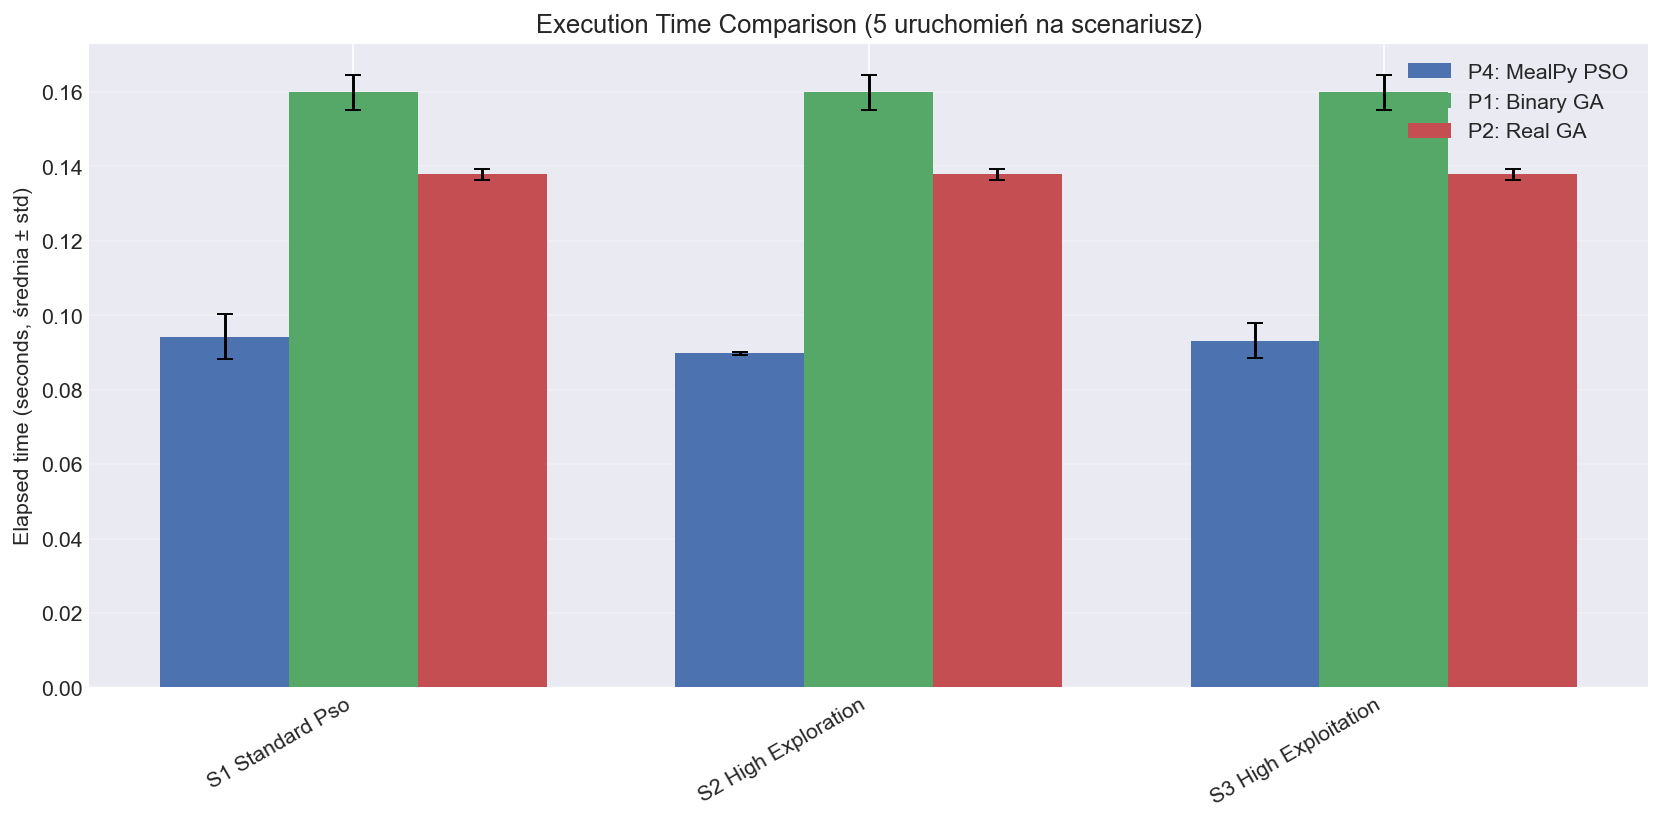 Execution Time Comparison (5 uruchomień na scenariusz)
P4: MealPy PSO
P1: Binary GA
P2: Real GA
Elapsed time (seconds, średnia ± std)
0.16
0.14
0.12
0.10
0.08
0.06
0.04
0.02
0.00
S1 Standard Pso
S2 High Exploration
S3 High Exploitation